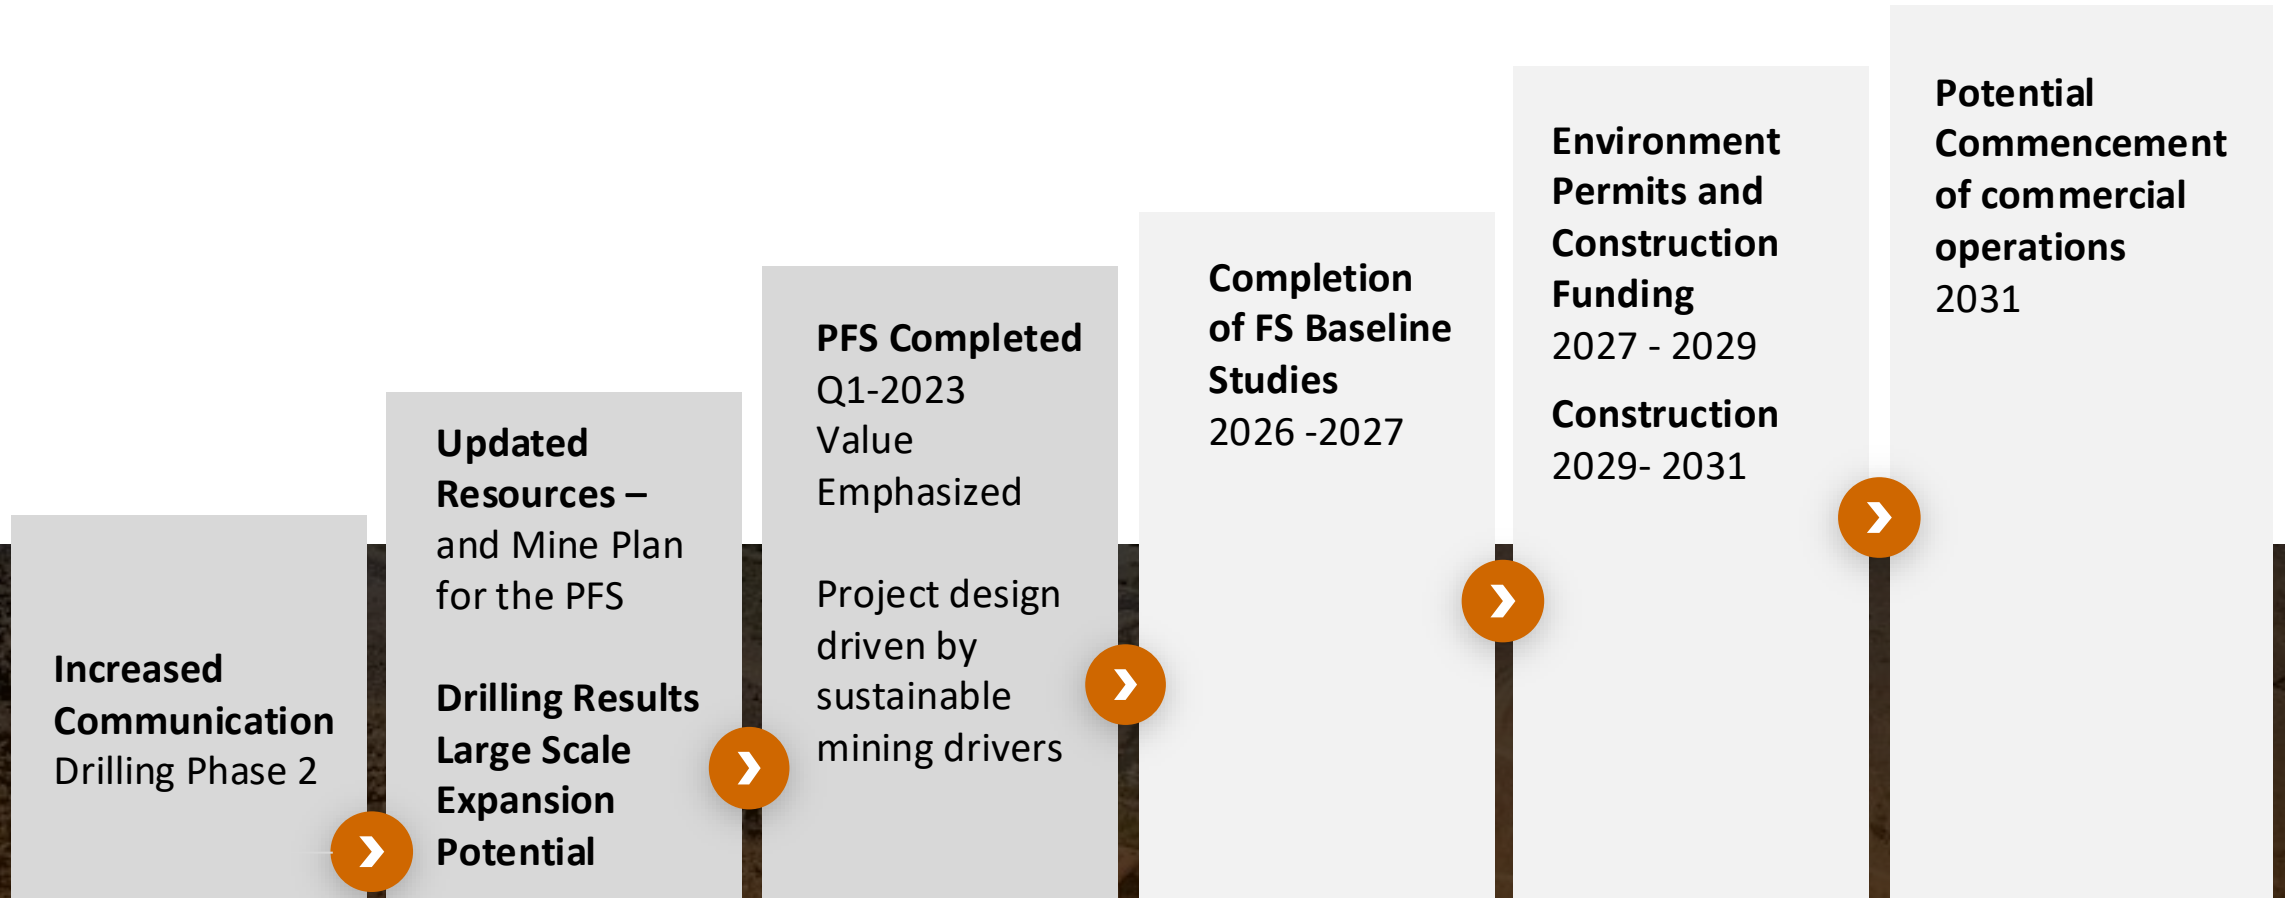 Increased
Communication
Drilling Phase 2
Updated
Resources –
and Mine Plan
for the PFS
Drilling Results
Large Scale
Expansion
Potential
PFS Completed
Q1-2023
Value
Emphasized
Project design
driven by
sustainable
mining drivers
Completion
of FS Baseline
Studies
2026 -2027
Environment
Permits and
Construction
Funding
2027 - 2029
Construction
2029- 2031
Potential
Commencement
of commercial
operations
2031